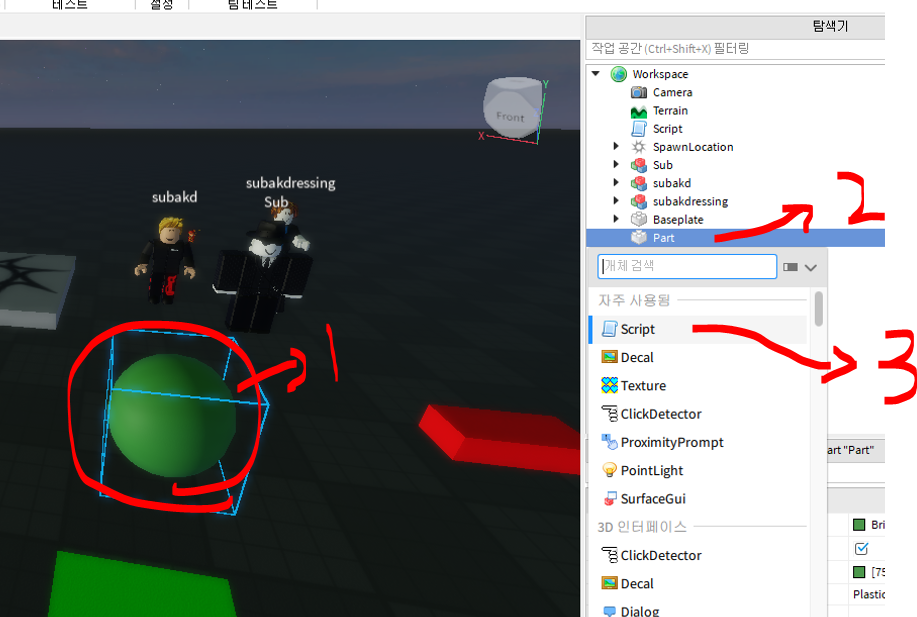 테스트
설정
팀 테스트
탐색기
작업 공간 (Ctrl+Shift+X) 필터링
Workspace
Camera
Terrain
Script
SpawnLocation
Sub
subakd
subakdressing
Baseplate
Part
2
개체 검색
자주 사용됨
Script
3
Decal
Texture
ClickDetector
ProximityPrompt
PointLight
SurfaceGui
3D 인터페이스
ClickDetector
Decal
Dialog
art "Part"
Bri
[75
Plastic
Front
Y
X
subakd
subakdressing
Sub
1